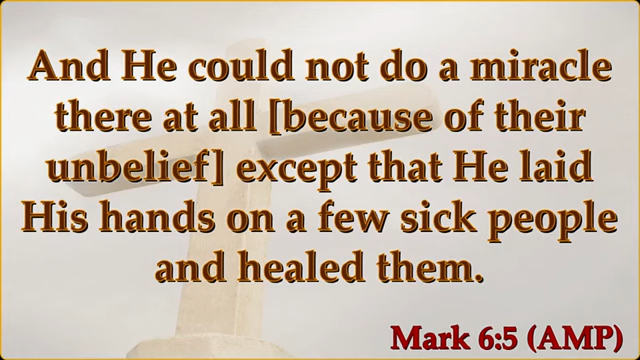 And He could not do a miracle
there at all [because of their
unbelief] except that He laid
His hands on a few sick people
and healed them.
Mark 6:5 (AMP)